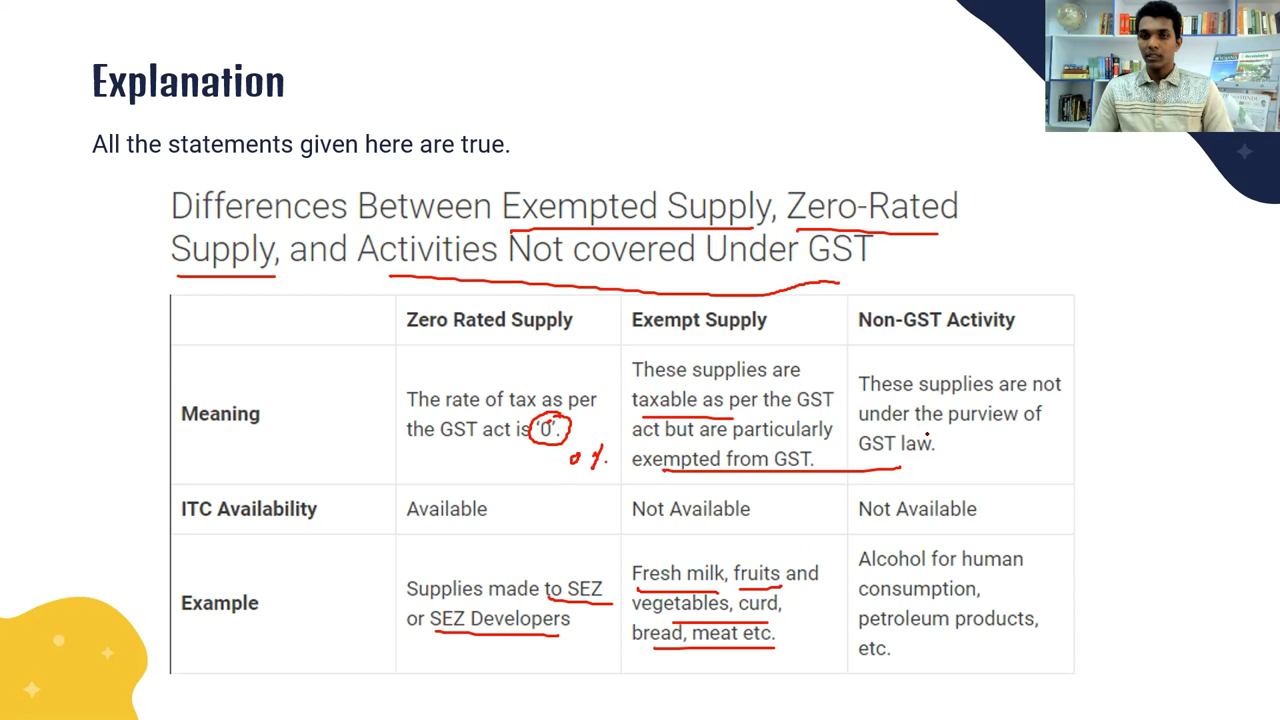 Explanation
All the statements given here are true.
Differences Between Exempted Supply, Zero-Rated
Supply, and Activities Not covered Under GST
Zero Rated Supply
Exempt Supply
Non-GST Activity
Meaning
The rate of tax as per
the GST act is ‘0’.
0 %.
These supplies are
taxable as per the GST
act but are particularly
exempted from GST.
These supplies are not
under the purview of
GST law.
ITC Availability
Available
Not Available
Not Available
Example
Supplies made to SEZ
or SEZ Developers
Fresh milk, fruits and
vegetables, curd,
bread, meat etc.
Alcohol for human
consumption,
petroleum products,
etc.